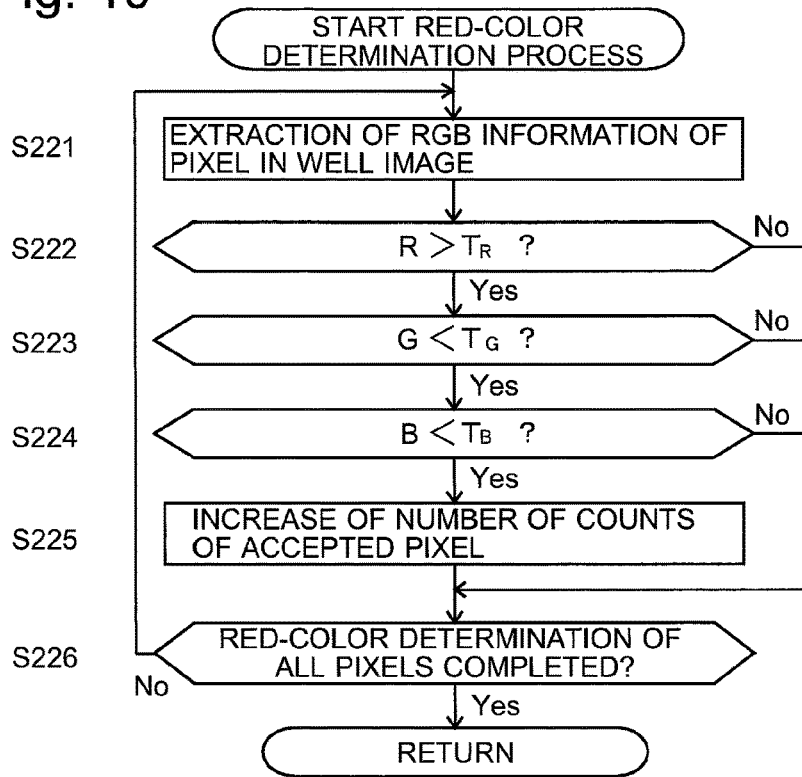 START RED-COLOR
DETERMINATION PROCESS
S221
EXTRACTION OF RGB INFORMATION OF
PIXEL IN WELL IMAGE
S222
R > TR ?
No
Yes
S223
G < TG ?
No
Yes
S224
B < TB ?
No
Yes
S225
INCREASE OF NUMBER OF COUNTS
OF ACCEPTED PIXEL
S226
RED-COLOR DETERMINATION OF
ALL PIXELS COMPLETED?
No
Yes
RETURN